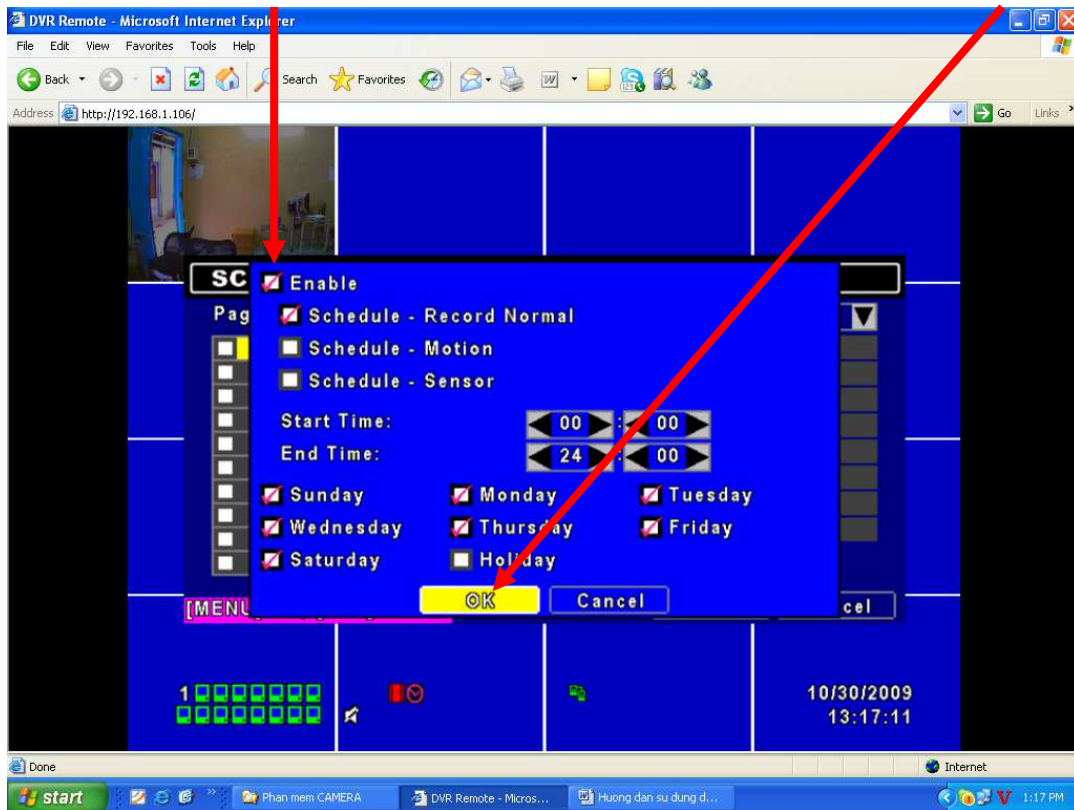 DVR Remote - Microsoft Internet Explorer
File Edit View Favorites Tools Help
Back Search Favorites
Address http://192.168.1.106/ Go Links
SC
Enable
Pag Schedule - Record Normal
Schedule - Motion
Schedule - Sensor
Start Time: 00 : 00
End Time: 24 : 00
Sunday Monday Tuesday
Wednesday Thursday Friday
Saturday Holiday
OK Cancel
[MENU cel
1 10/30/2009
13:17:11
Done Internet
start Phan mem CAMERA DVR Remote - Micros... Huong dan su dung d... 1:17 PM